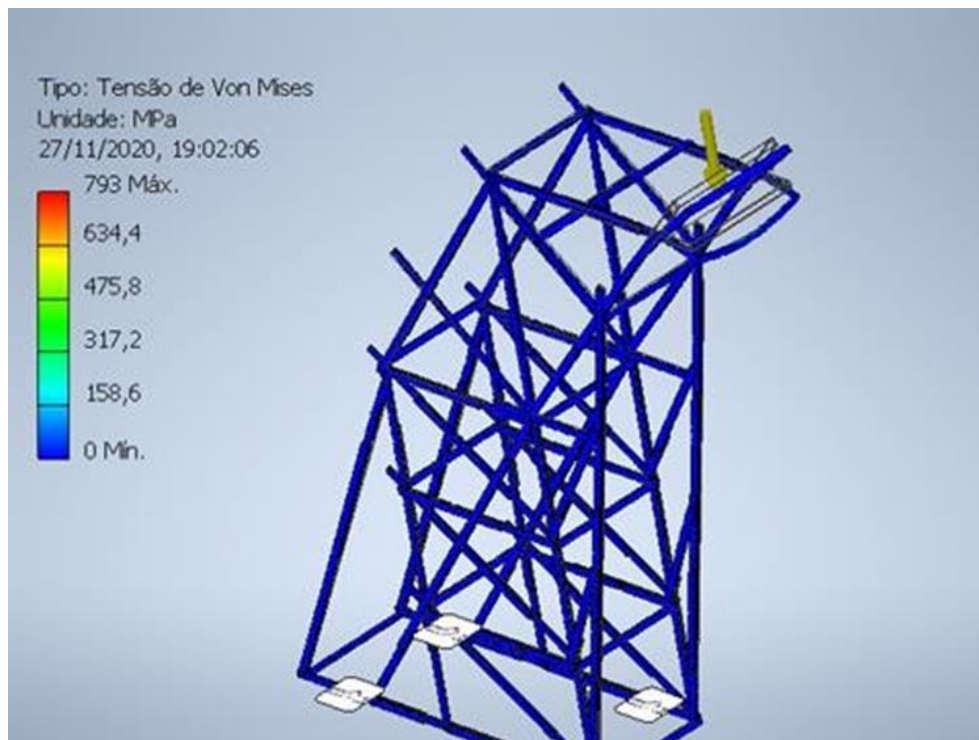 Tipo: Tensão de Von Mises
Unidade: MPa
27/11/2020, 19:02:06
793 Máx.
634,4
475,8
317,2
158,6
0 Mín.